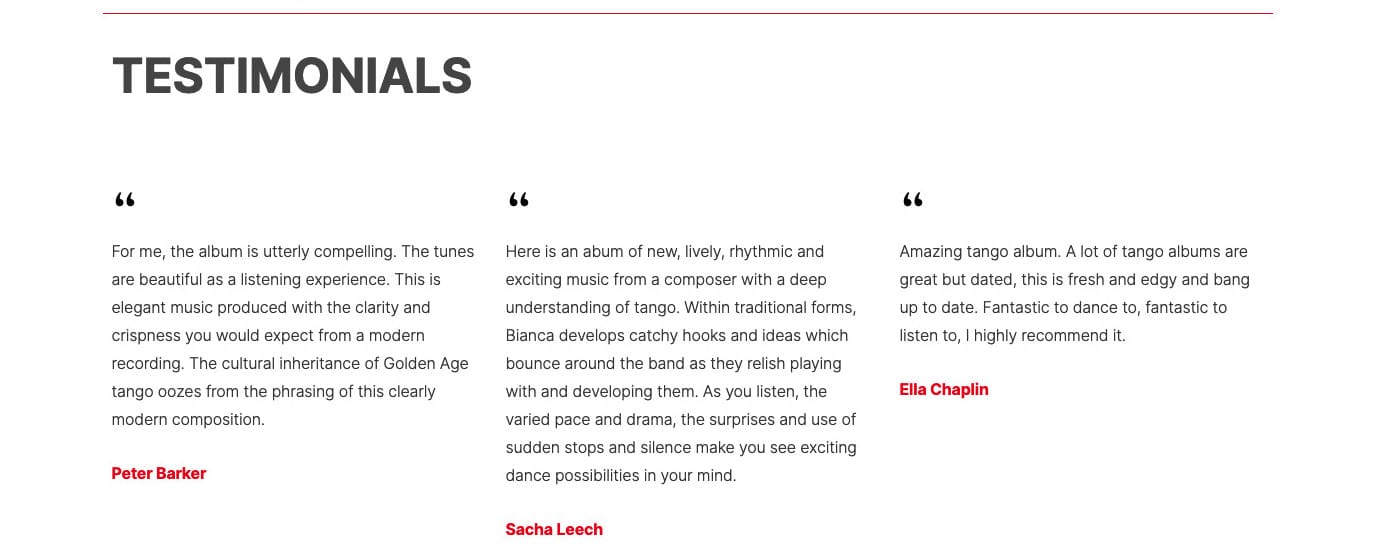 TESTIMONIALS
“
For me, the album is utterly compelling. The tunes
are beautiful as a listening experience. This is
elegant music produced with the clarity and
crispness you would expect from a modern
recording. The cultural inheritance of Golden Age
tango oozes from the phrasing of this clearly
modern composition.
Peter Barker
“
Here is an abum of new, lively, rhythmic and
exciting music from a composer with a deep
understanding of tango. Within traditional forms,
Bianca develops catchy hooks and ideas which
bounce around the band as they relish playing
with and developing them. As you listen, the
varied pace and drama, the surprises and use of
sudden stops and silence make you see exciting
dance possibilities in your mind.
Sacha Leech
“
Amazing tango album. A lot of tango albums are
great but dated, this is fresh and edgy and bang
up to date. Fantastic to dance to, fantastic to
listen to, I highly recommend it.
Ella Chaplin